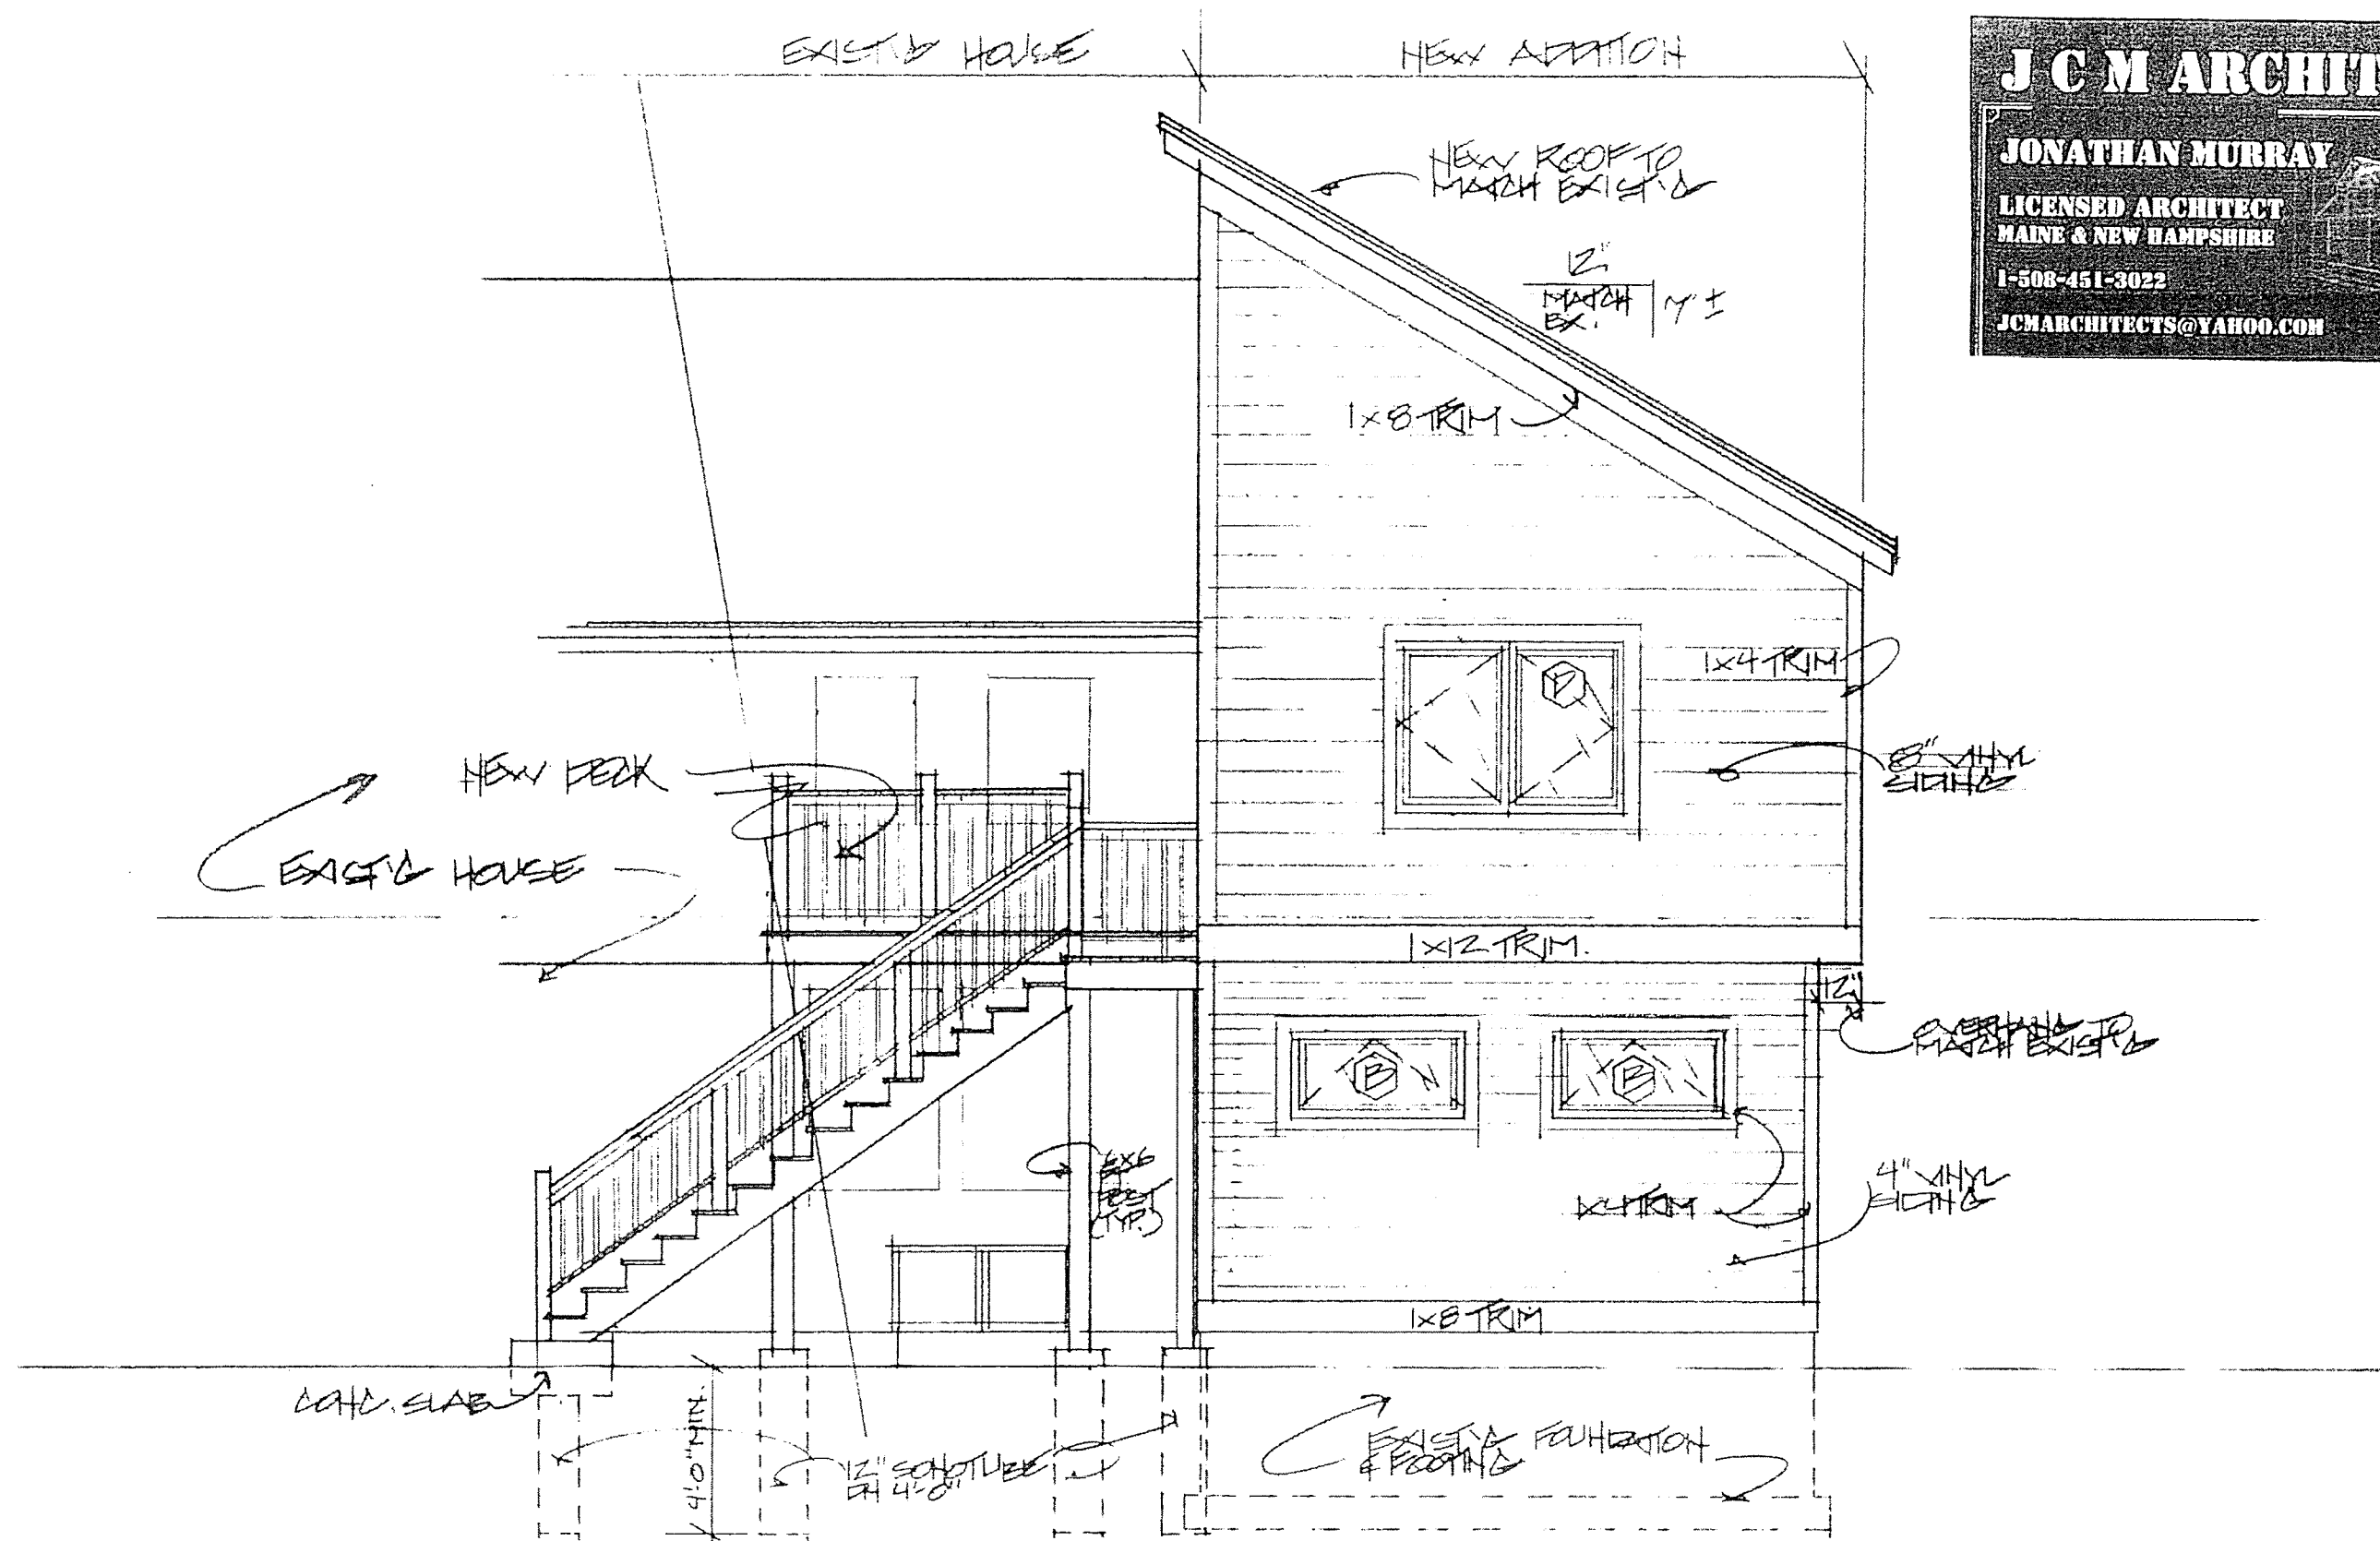 EXIST'G HOUSE
NEW ADDITION
J C M ARCHIT
JONATHAN MURRAY
LICENSED ARCHITECT
MAINE & NEW HAMPSHIRE
1-508-451-3022
JCMARCHITECTS@YAHOO.COM
NEW ROOF TO
MATCH EXIST'G
12"
MATCH
EX.
7" ±
1x8 TRIM
D
1x4 TRIM
8" VINYL
SIDING
NEW DECK
EXIST'G HOUSE
1x12 TRIM.
12"
OVERHANG TO
MATCH EXIST'G
B
B
6x6
POST
(TYP.)
1x4 TRIM
4" VINYL
SIDING
1x8 TRIM
CONC. SLAB
4'-0" MIN.
12" SONOTUBE
DN 4'-0"
EXIST'G FOUNDATION
& FOOTING